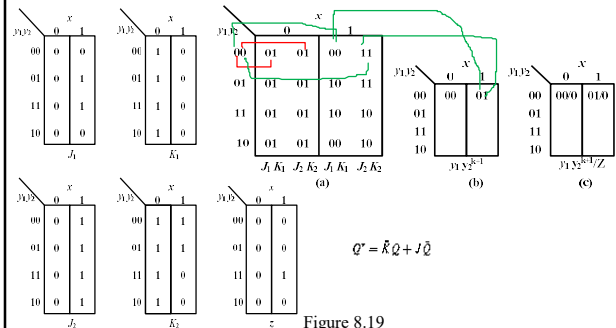 x
y₁y₂ 0 1
00 0 0
01 0 1
11 0 1
10 0 0
J₁
x
y₁y₂ 0 1
00 1 0
01 1 0
11 1 0
10 1 0
K₁
x
y₁y₂ 0 1
00 01 01 00 11
01 01 01 10 11
11 01 01 10 10
10 01 01 00 10
J₁ K₁ J₂ K₂ J₁ K₁ J₂ K₂
(a)
x
y₁y₂ 0 1
00 00 01
01
11
10
y₁ y₂ᵏ⁺¹
(b)
x
y₁y₂ 0 1
00 00/0 01/0
01
11
10
y₁ y₂ᵏ⁺¹/Z
(c)
x
y₁y₂ 0 1
00 0 1
01 0 1
11 0 1
10 0 1
J₂
x
y₁y₂ 0 1
00 1 1
01 1 1
11 1 0
10 1 0
K₂
x
y₁y₂ 0 1
00 0 0
01 0 0
11 0 1
10 0 0
z
Q* = K̄Q + JQ̄
Figure 8.19